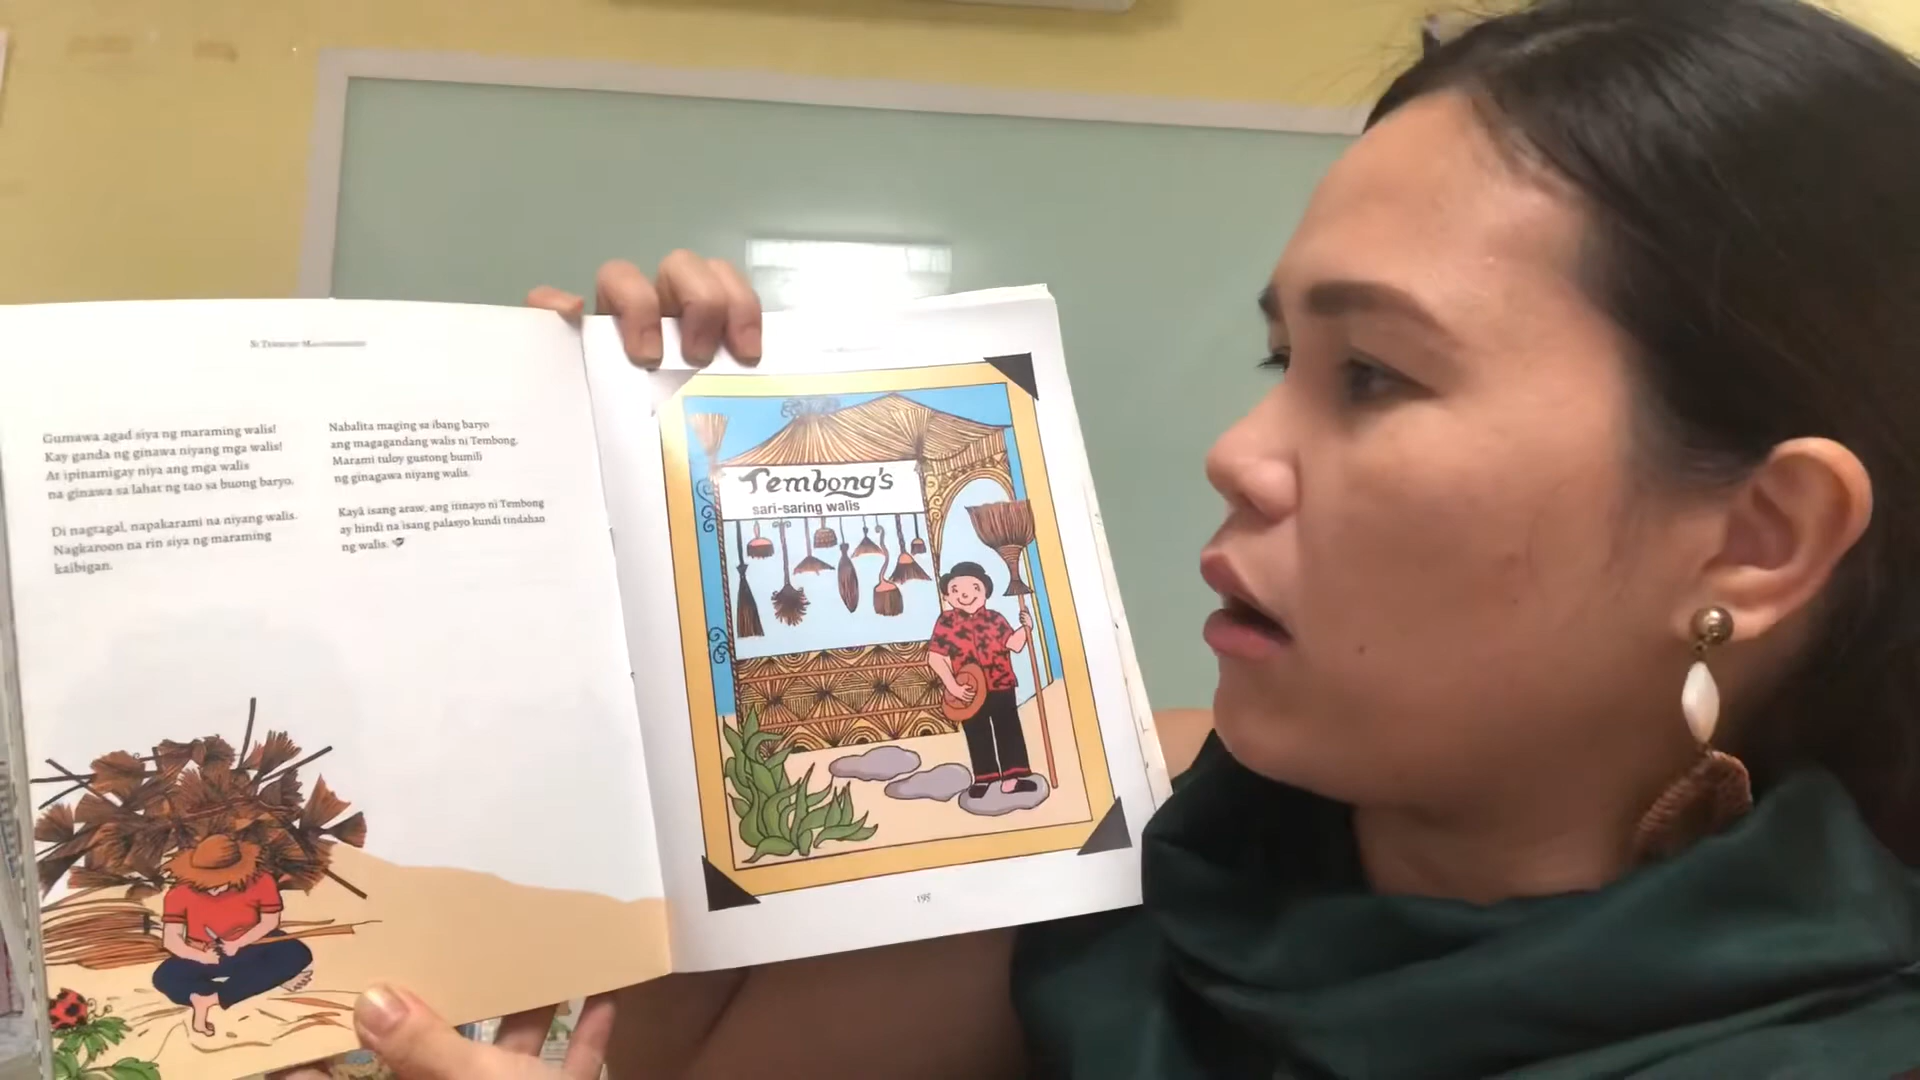 Gumawa agad siya ng maraming walis!
Kay ganda ng ginawa niyang mga walis!
At ipinamigay niya ang mga walis
na ginawa sa lahat ng tao sa buong baryo.
Di nagtagal, napakarami na niyang walis.
Nagkaroon na rin siya ng maraming
kaibigan.
Nabalita maging sa ibang baryo
ang magagandang walis ni Tembong.
Marami tuloy gustong bumili
ng ginagawa niyang walis.
Kayâ isang araw, ang itinayo ni Tembong
ay hindi na isang palasyo kundi tindahan
ng walis.
Tembong's
sari-saring walis
195